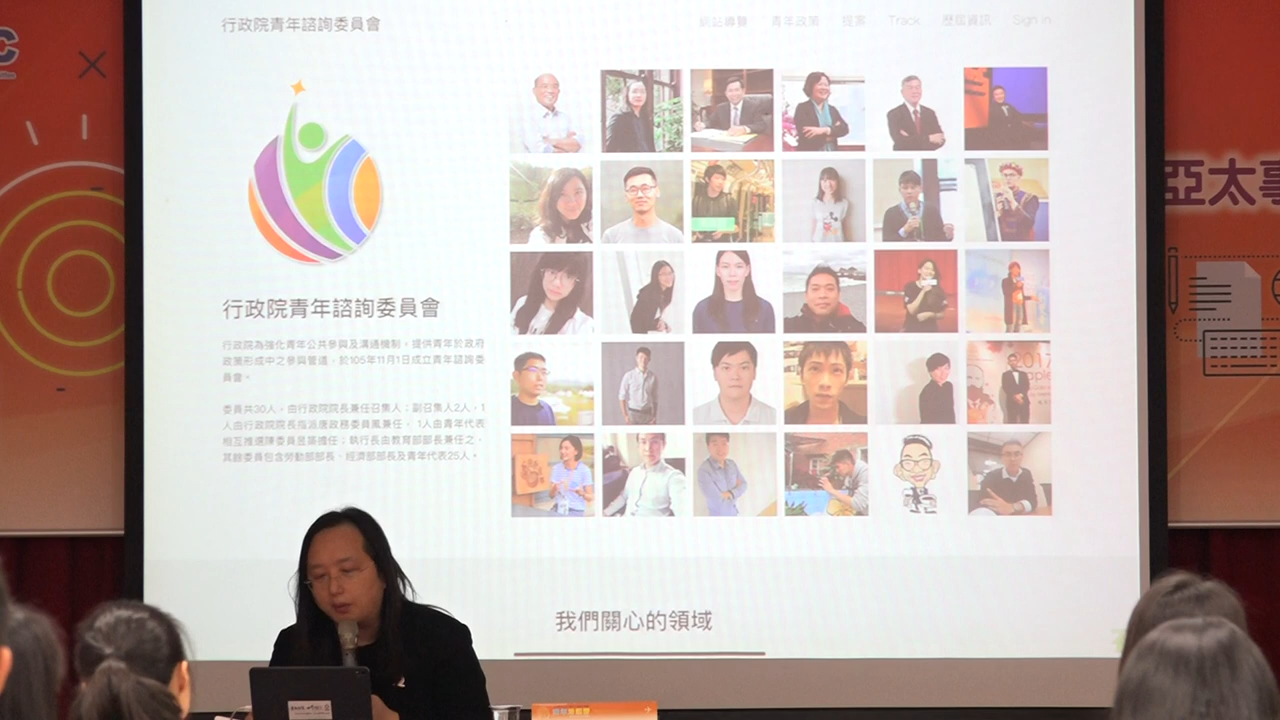 行政院青年諮詢委員會
網站導覽 青年政策 提案 Track 歷屆資訊 Sign in
行政院青年諮詢委員會
行政院為強化青年公共參與及溝通機制，提供青年於政府
政策形成中之參與管道，於105年11月1日成立青年諮詢委
員會。
委員共30人，由行政院院長兼任召集人；副召集人2人，1
人由行政院院長指派唐政務委員鳳兼任，1人由青年代表
相互推選陳委員昱築擔任；執行長由教育部部長兼任之，
其餘委員包含勞動部部長、經濟部部長及青年代表25人。
2017
我們關心的領域
亞太事